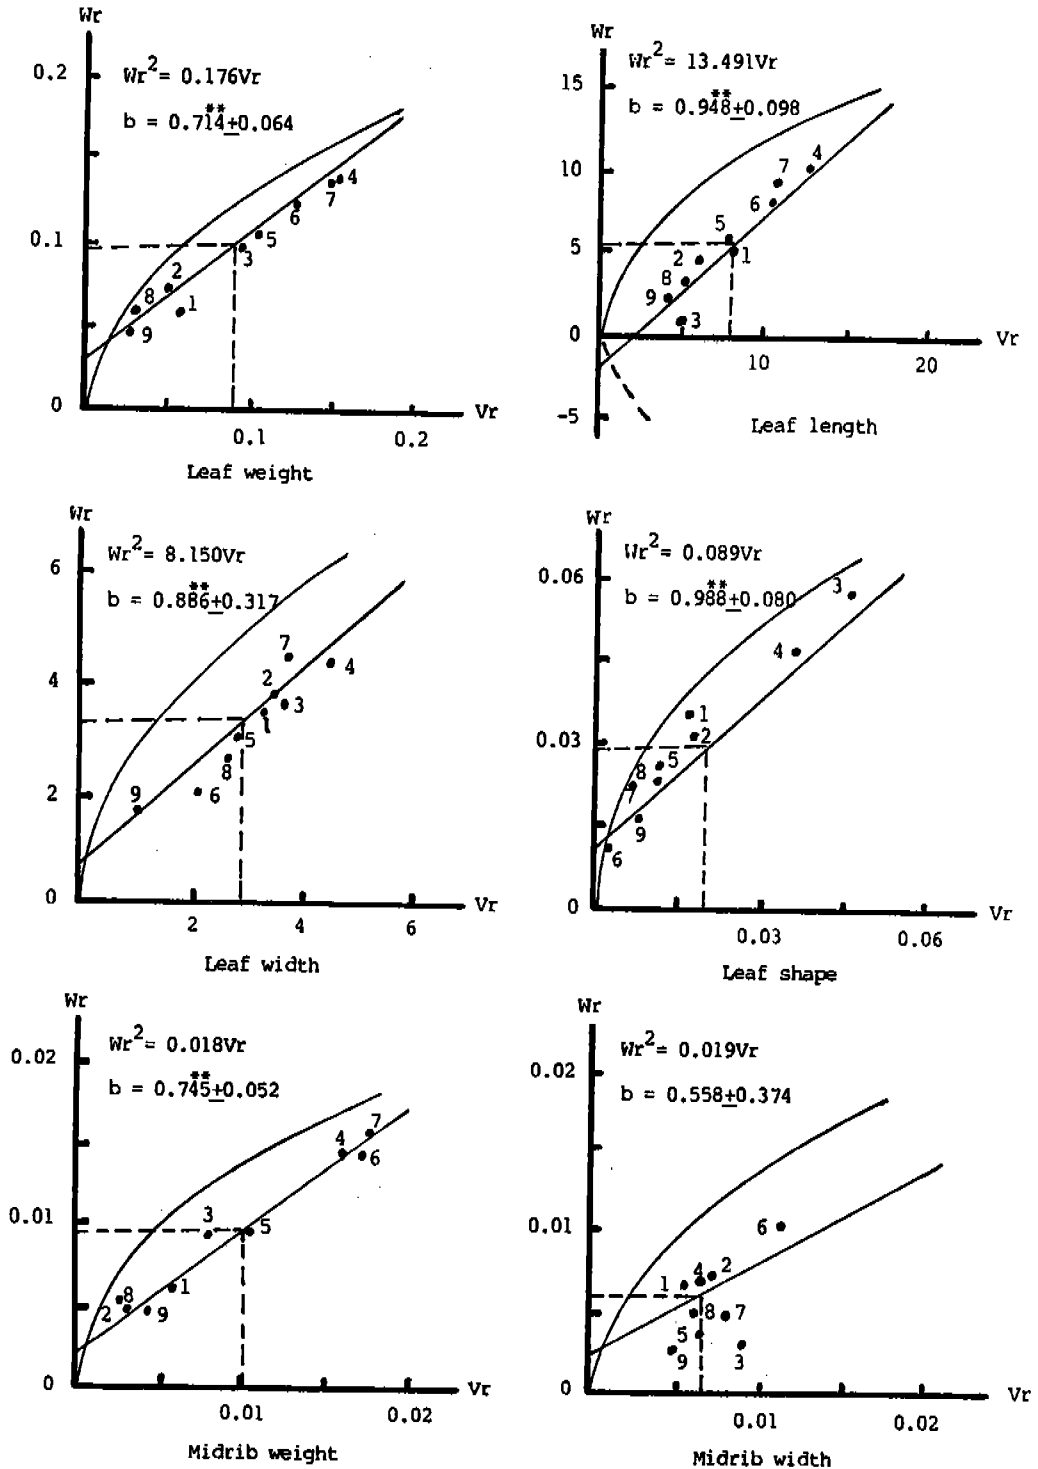 Wr
0.2
Wr²= 0.176Vr
b = 0.714**±0.064
4
7
6
0.1
5
3
2
8
1
9
0
Vr
0.1
0.2
Leaf weight
Wr
15
Wr²= 13.491Vr
b = 0.948**±0.098
10
7
4
6
5
5
2
1
8
9
3
0
Vr
10
20
-5
Leaf length
Wr
6
Wr²= 8.150Vr
b = 0.886**±0.317
7
4
4
2
3
1
5
8
2
9
6
0
Vr
2
4
6
Leaf width
Wr
0.06
Wr²= 0.089Vr
b = 0.988**±0.080
3
4
1
0.03
2
5
8
7
9
6
0
Vr
0.03
0.06
Leaf shape
Wr
0.02
Wr²= 0.018Vr
b = 0.745**±0.052
7
4
6
0.01
3
5
8
1
2
9
0
Vr
0.01
0.02
Midrib weight
Wr
0.02
Wr²= 0.019Vr
b = 0.558±0.374
0.01
6
1
4
2
8
7
5
9
3
0
Vr
0.01
0.02
Midrib width